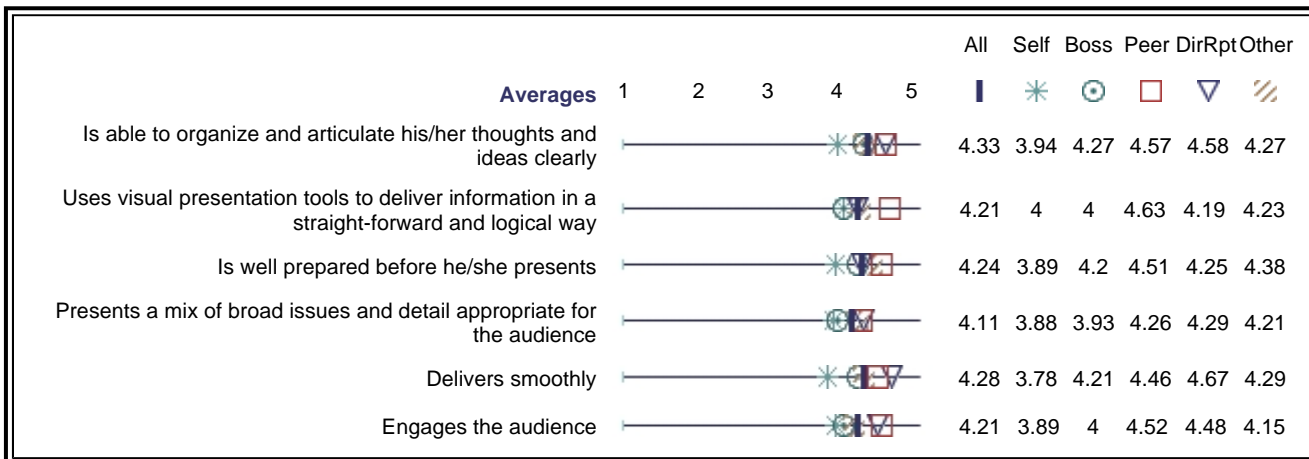 All Self Boss Peer DirRpt Other
Averages 1 2 3 4 5
Is able to organize and articulate his/her thoughts and
ideas clearly
4.33 3.94 4.27 4.57 4.58 4.27
Uses visual presentation tools to deliver information in a
straight-forward and logical way
4.21 4 4 4.63 4.19 4.23
Is well prepared before he/she presents 4.24 3.89 4.2 4.51 4.25 4.38
Presents a mix of broad issues and detail appropriate for
the audience
4.11 3.88 3.93 4.26 4.29 4.21
Delivers smoothly 4.28 3.78 4.21 4.46 4.67 4.29
Engages the audience 4.21 3.89 4 4.52 4.48 4.15